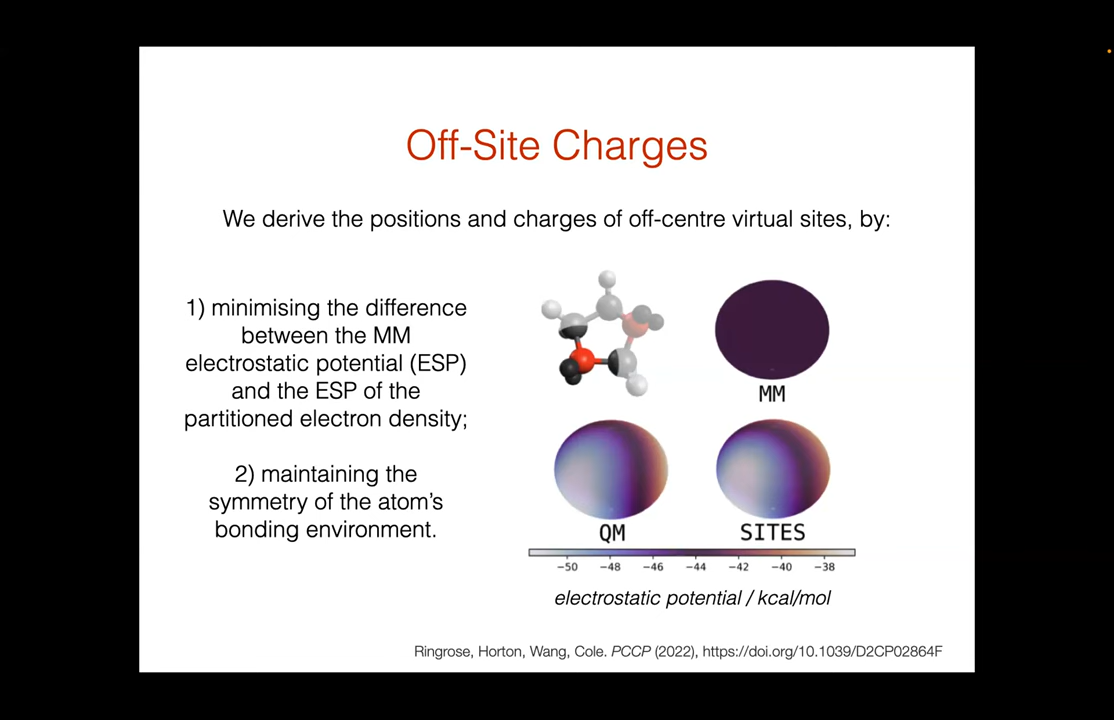 Off-Site Charges
We derive the positions and charges of off-centre virtual sites, by:
1) minimising the difference
between the MM
electrostatic potential (ESP)
and the ESP of the
partitioned electron density;
2) maintaining the
symmetry of the atom's
bonding environment.
MM
QM
SITES
−50 −48 −46 −44 −42 −40 −38
electrostatic potential / kcal/mol
Ringrose, Horton, Wang, Cole. PCCP (2022), https://doi.org/10.1039/D2CP02864F